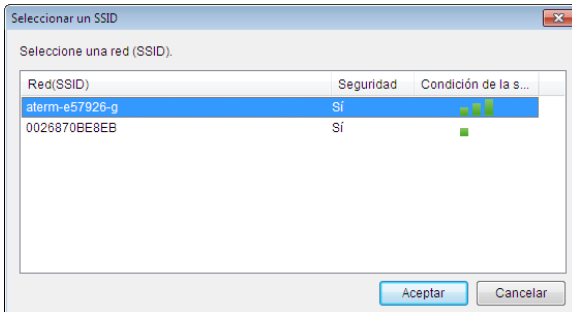 Seleccionar un SSID
Seleccione una red (SSID).
Red(SSID) Seguridad Condición de la s...
aterm-e57926-g Sí
0026870BE8EB Sí
Aceptar Cancelar